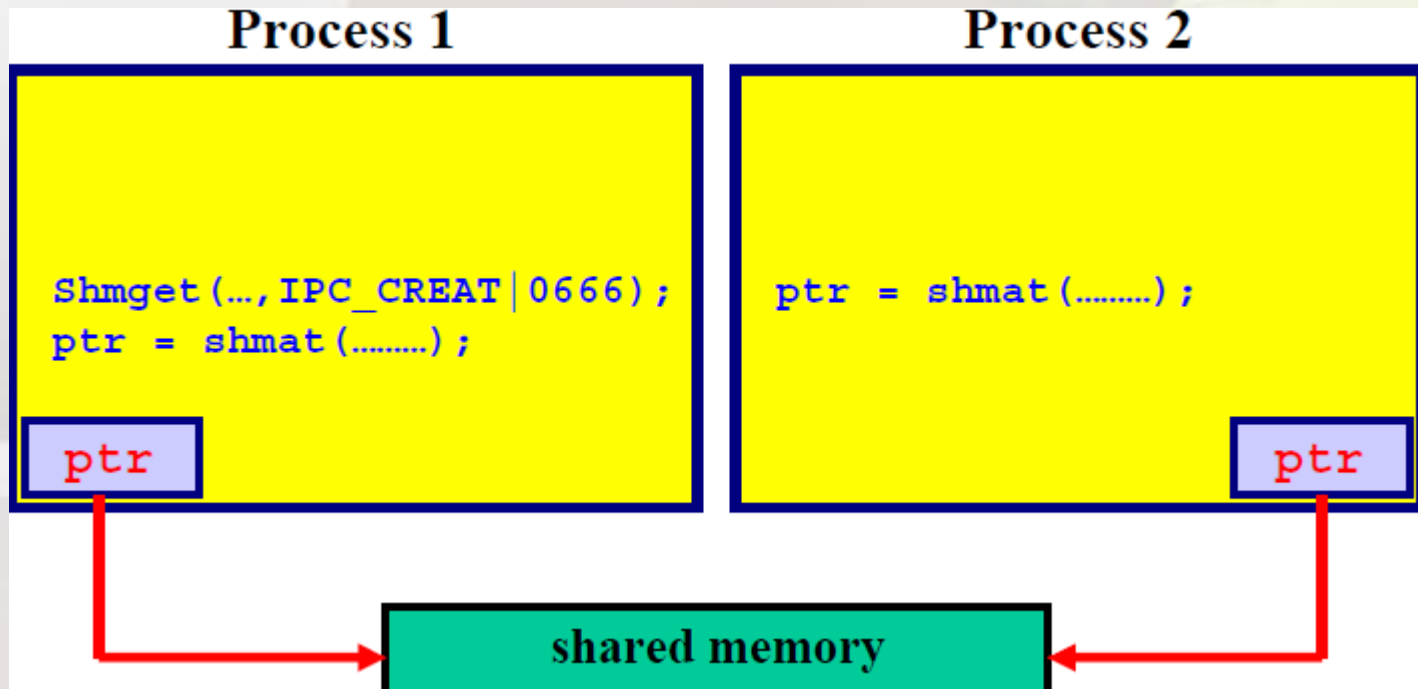 Process 1
Process 2
Shmget(…,IPC_CREAT|0666);
ptr = shmat(………);
ptr = shmat(………);
ptr
ptr
shared memory